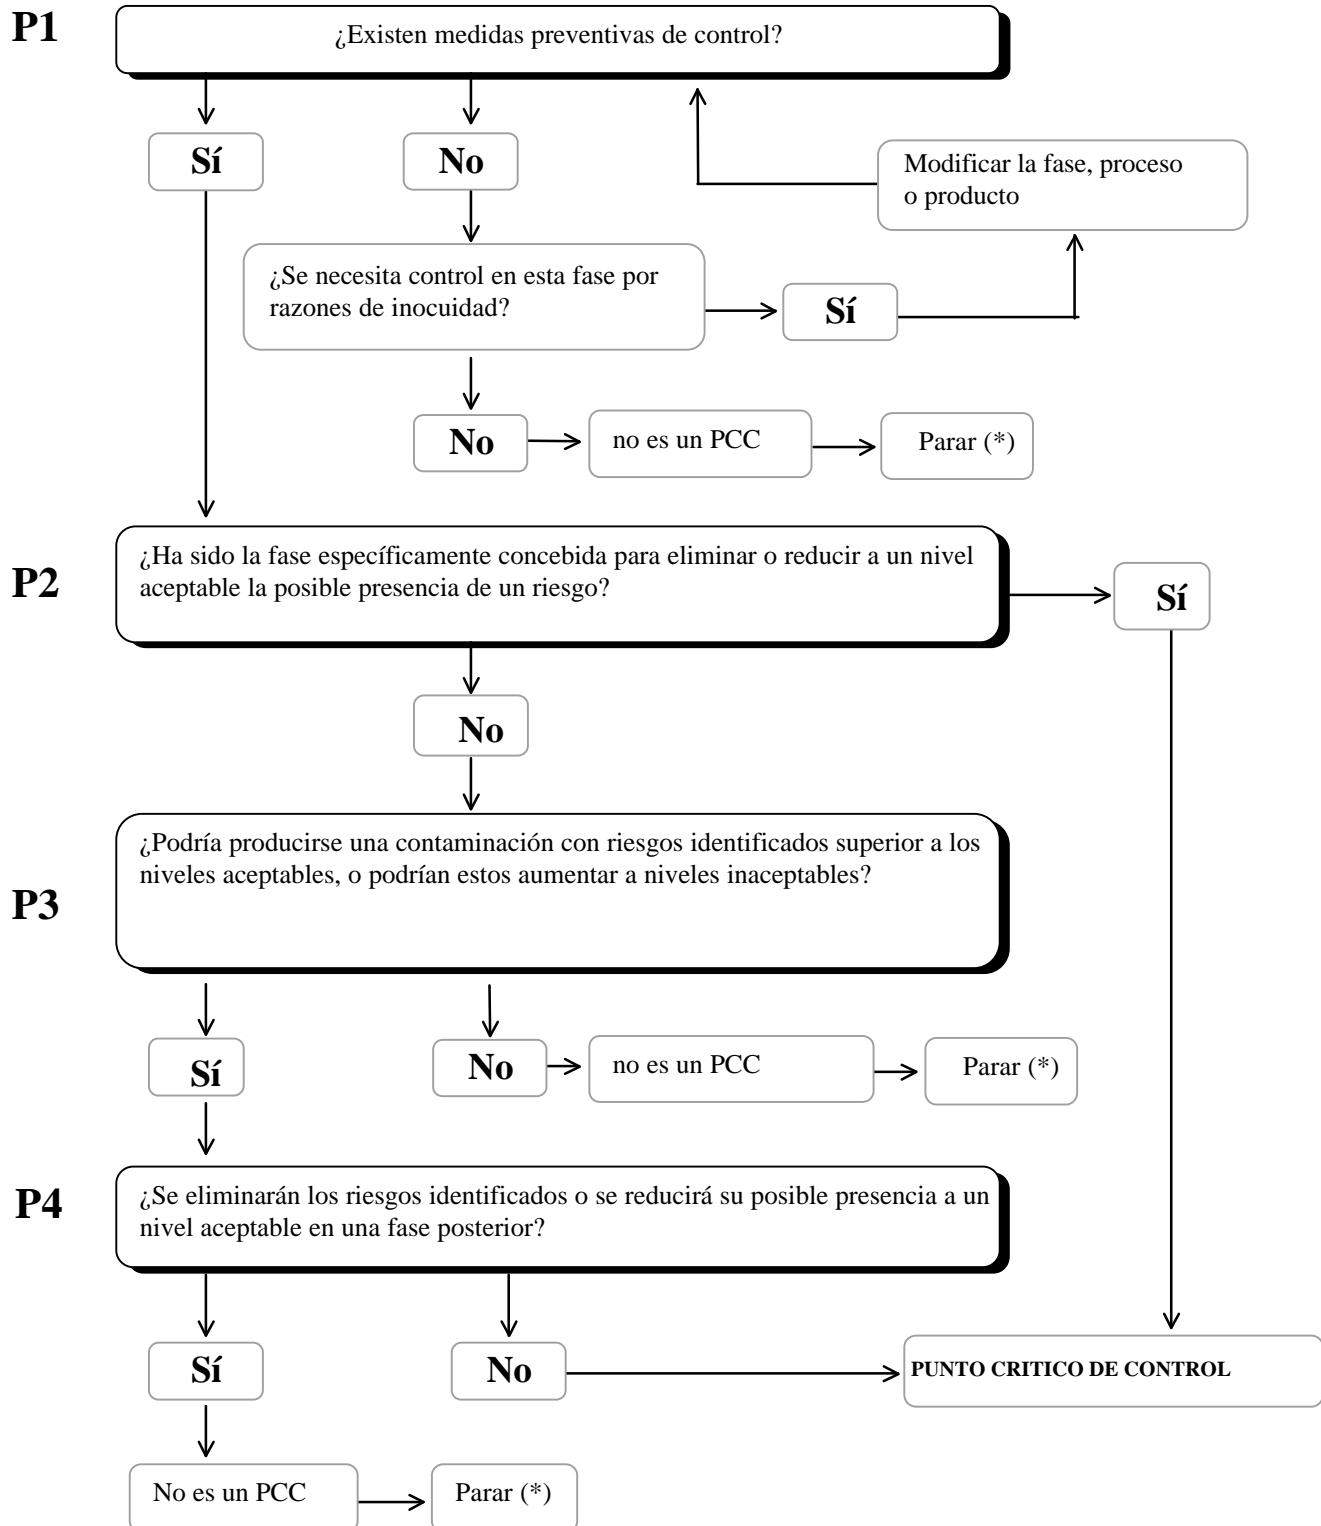 P1
¿Existen medidas preventivas de control?
Sí
No
Modificar la fase, proceso
o producto
¿Se necesita control en esta fase por
razones de inocuidad?
Sí
No
no es un PCC
Parar (*)
P2
¿Ha sido la fase específicamente concebida para eliminar o reducir a un nivel
aceptable la posible presencia de un riesgo?
Sí
No
P3
¿Podría producirse una contaminación con riesgos identificados superior a los
niveles aceptables, o podrían estos aumentar a niveles inaceptables?
Sí
No
no es un PCC
Parar (*)
P4
¿Se eliminarán los riesgos identificados o se reducirá su posible presencia a un
nivel aceptable en una fase posterior?
Sí
No
PUNTO CRITICO DE CONTROL
No es un PCC
Parar (*)